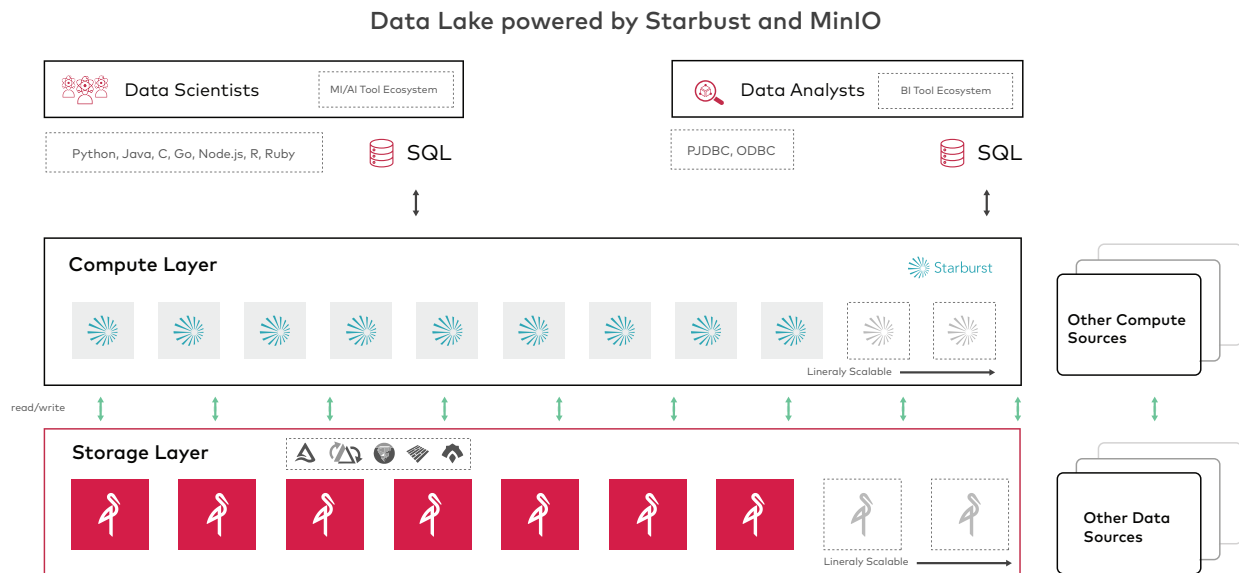 Data Lake powered by Starbust and MinIO
Data Scientists
MI/AI Tool Ecosystem
Data Analysts
BI Tool Ecosystem
Python, Java, C, Go, Node.js, R, Ruby
SQL
PJDBC, ODBC
SQL
Compute Layer
Starburst
Lineraly Scalable
Other Compute
Sources
read/write
Storage Layer
Lineraly Scalable
Other Data
Sources